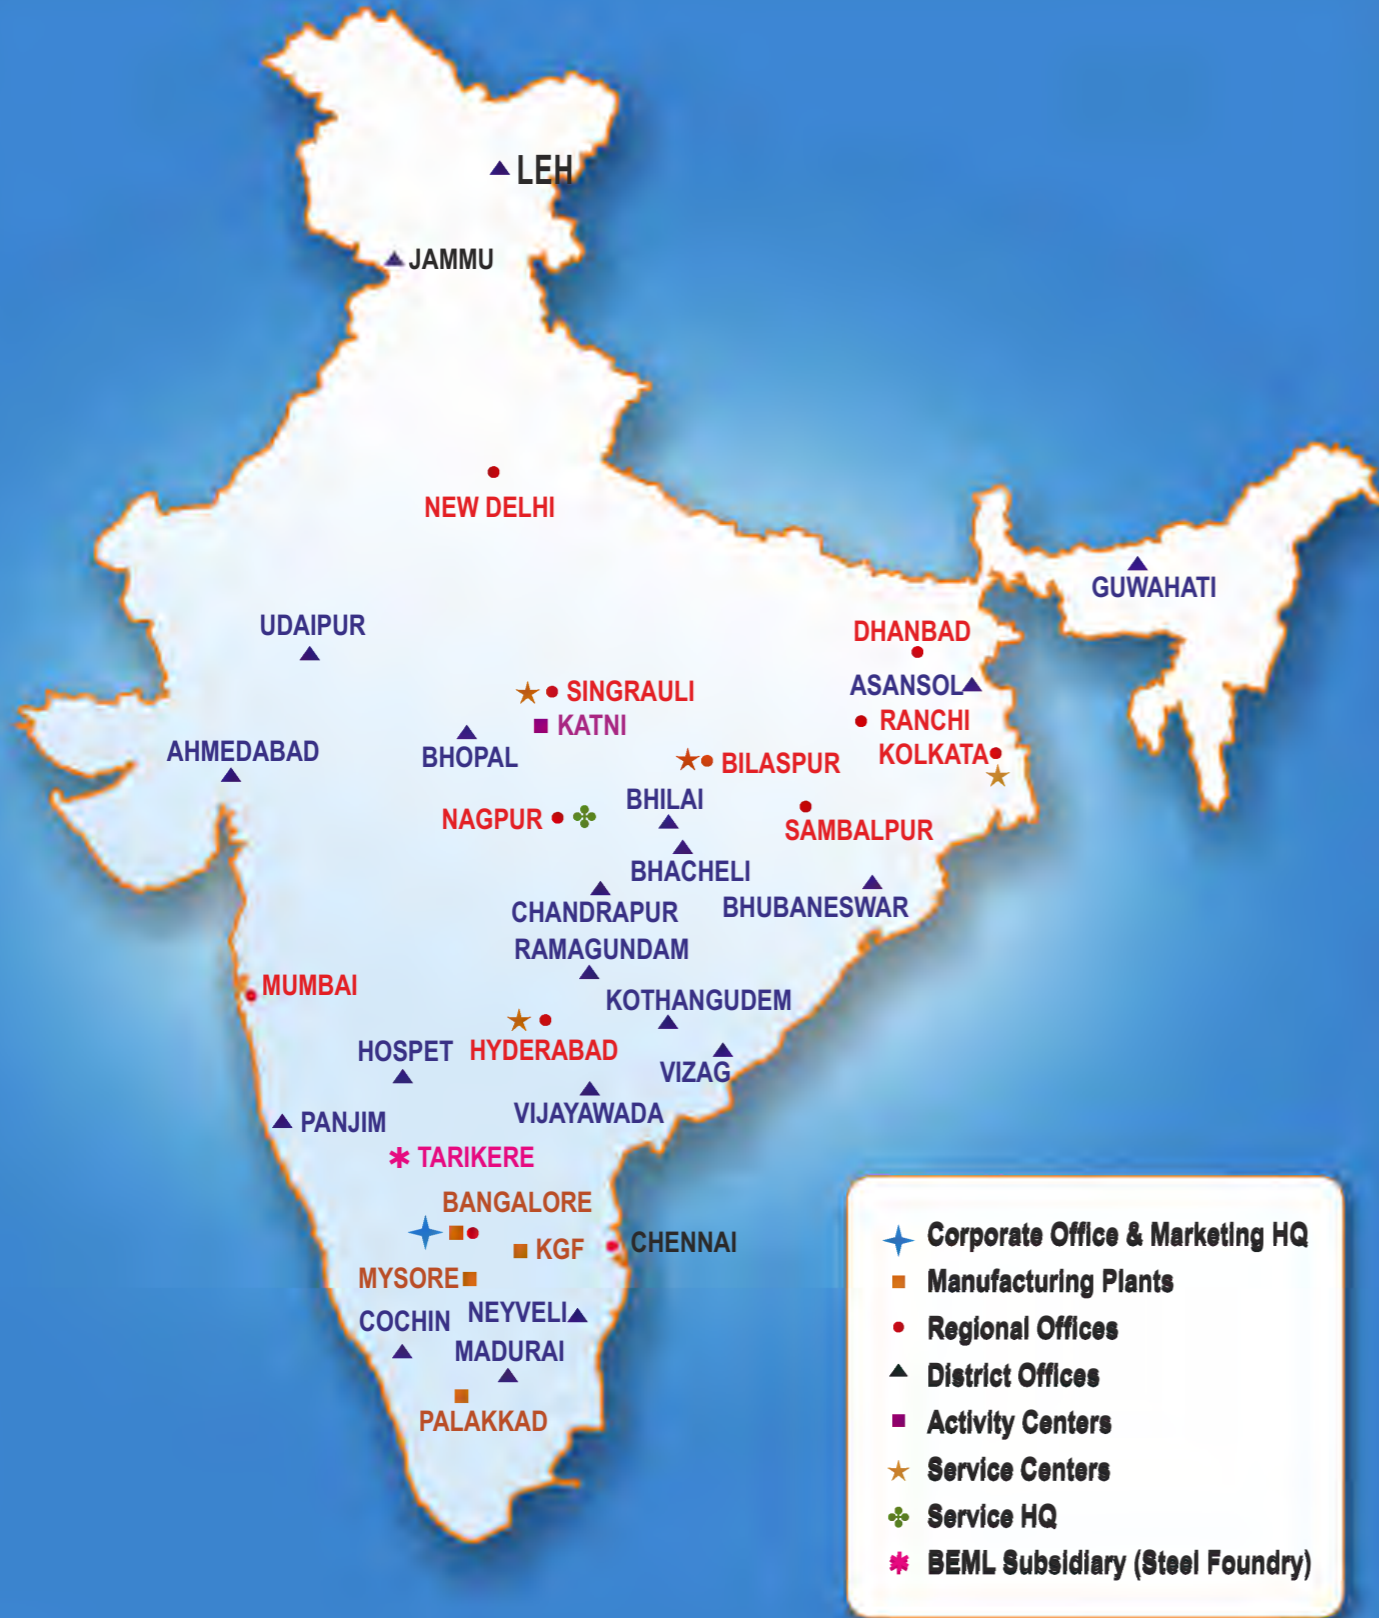 LEH
JAMMU
NEW DELHI
GUWAHATI
UDAIPUR
DHANBAD
ASANSOL
SINGRAULI
RANCHI
KATNI
AHMEDABAD
BHOPAL
KOLKATA
BILASPUR
BHILAI
NAGPUR
SAMBALPUR
BHACHELI
CHANDRAPUR
BHUBANESWAR
RAMAGUNDAM
MUMBAI
KOTHANGUDEM
HOSPET
HYDERABAD
VIZAG
VIJAYAWADA
PANJIM
TARIKERE
BANGALORE
KGF
CHENNAI
MYSORE
NEYVELI
COCHIN
MADURAI
PALAKKAD
Corporate Office & Marketing HQ
Manufacturing Plants
Regional Offices
District Offices
Activity Centers
Service Centers
Service HQ
BEML Subsidiary (Steel Foundry)